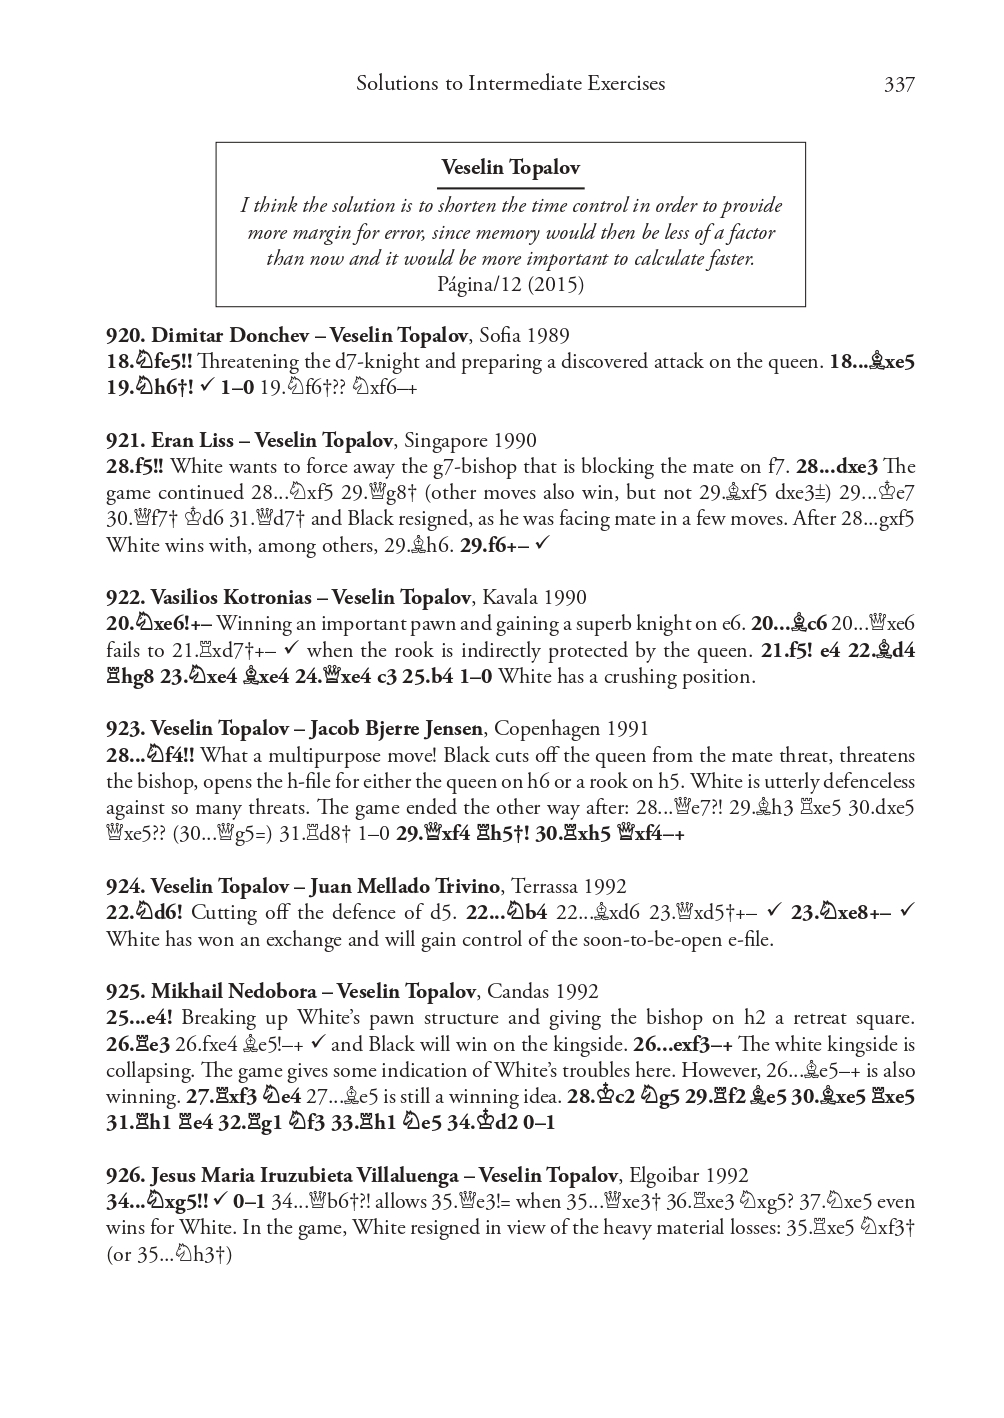 Solutions to Intermediate Exercises 337
Veselin Topalov
I think the solution is to shorten the time control in order to provide
more margin for error, since memory would then be less of a factor
than now and it would be more important to calculate faster.
Página/12 (2015)
920. Dimitar Donchev – Veselin Topalov, Sofia 1989
18.♘fe5!! Threatening the d7-knight and preparing a discovered attack on the queen. 18...♗xe5
19.♘h6†! ✓ 1–0 19.♘f6†?? ♘xf6–+
921. Eran Liss – Veselin Topalov, Singapore 1990
28.f5!! White wants to force away the g7-bishop that is blocking the mate on f7. 28...dxe3 The
game continued 28...♘xf5 29.♕g8† (other moves also win, but not 29.♗xf5 dxe3±) 29...♔e7
30.♕f7† ♔d6 31.♕d7† and Black resigned, as he was facing mate in a few moves. After 28...gxf5
White wins with, among others, 29.♗h6. 29.f6+– ✓
922. Vasilios Kotronias – Veselin Topalov, Kavala 1990
20.♘xe6!+– Winning an important pawn and gaining a superb knight on e6. 20...♗c6 20...♕xe6
fails to 21.♖xd7†+– ✓ when the rook is indirectly protected by the queen. 21.f5! e4 22.♗d4
♖hg8 23.♘xe4 ♗xe4 24.♕xe4 c3 25.b4 1–0 White has a crushing position.
923. Veselin Topalov – Jacob Bjerre Jensen, Copenhagen 1991
28...♘f4!! What a multipurpose move! Black cuts off the queen from the mate threat, threatens
the bishop, opens the h-file for either the queen on h6 or a rook on h5. White is utterly defenceless
against so many threats. The game ended the other way after: 28...♕e7?! 29.♗h3 ♖xe5 30.dxe5
♕xe5?? (30...♕g5=) 31.♖d8† 1–0 29.♕xf4 ♖h5†! 30.♖xh5 ♕xf4–+
924. Veselin Topalov – Juan Mellado Trivino, Terrassa 1992
22.♘d6! Cutting off the defence of d5. 22...♘b4 22...♗xd6 23.♕xd5†+– ✓ 23.♘xe8+– ✓
White has won an exchange and will gain control of the soon-to-be-open e-file.
925. Mikhail Nedobora – Veselin Topalov, Candas 1992
25...e4! Breaking up White’s pawn structure and giving the bishop on h2 a retreat square.
26.♖e3 26.fxe4 ♗e5!–+ ✓ and Black will win on the kingside. 26...exf3–+ The white kingside is
collapsing. The game gives some indication of White’s troubles here. However, 26...♗e5–+ is also
winning. 27.♖xf3 ♘e4 27...♗e5 is still a winning idea. 28.♔c2 ♘g5 29.♖f2 ♗e5 30.♗xe5 ♖xe5
31.♖h1 ♖e4 32.♖g1 ♘f3 33.♖h1 ♘e5 34.♔d2 0–1
926. Jesus Maria Iruzubieta Villaluenga – Veselin Topalov, Elgoibar 1992
34...♘xg5!! ✓ 0–1 34...♕b6†?! allows 35.♕e3!= when 35...♕xe3† 36.♖xe3 ♘xg5? 37.♘xe5 even
wins for White. In the game, White resigned in view of the heavy material losses: 35.♖xe5 ♘xf3†
(or 35...♘h3†)